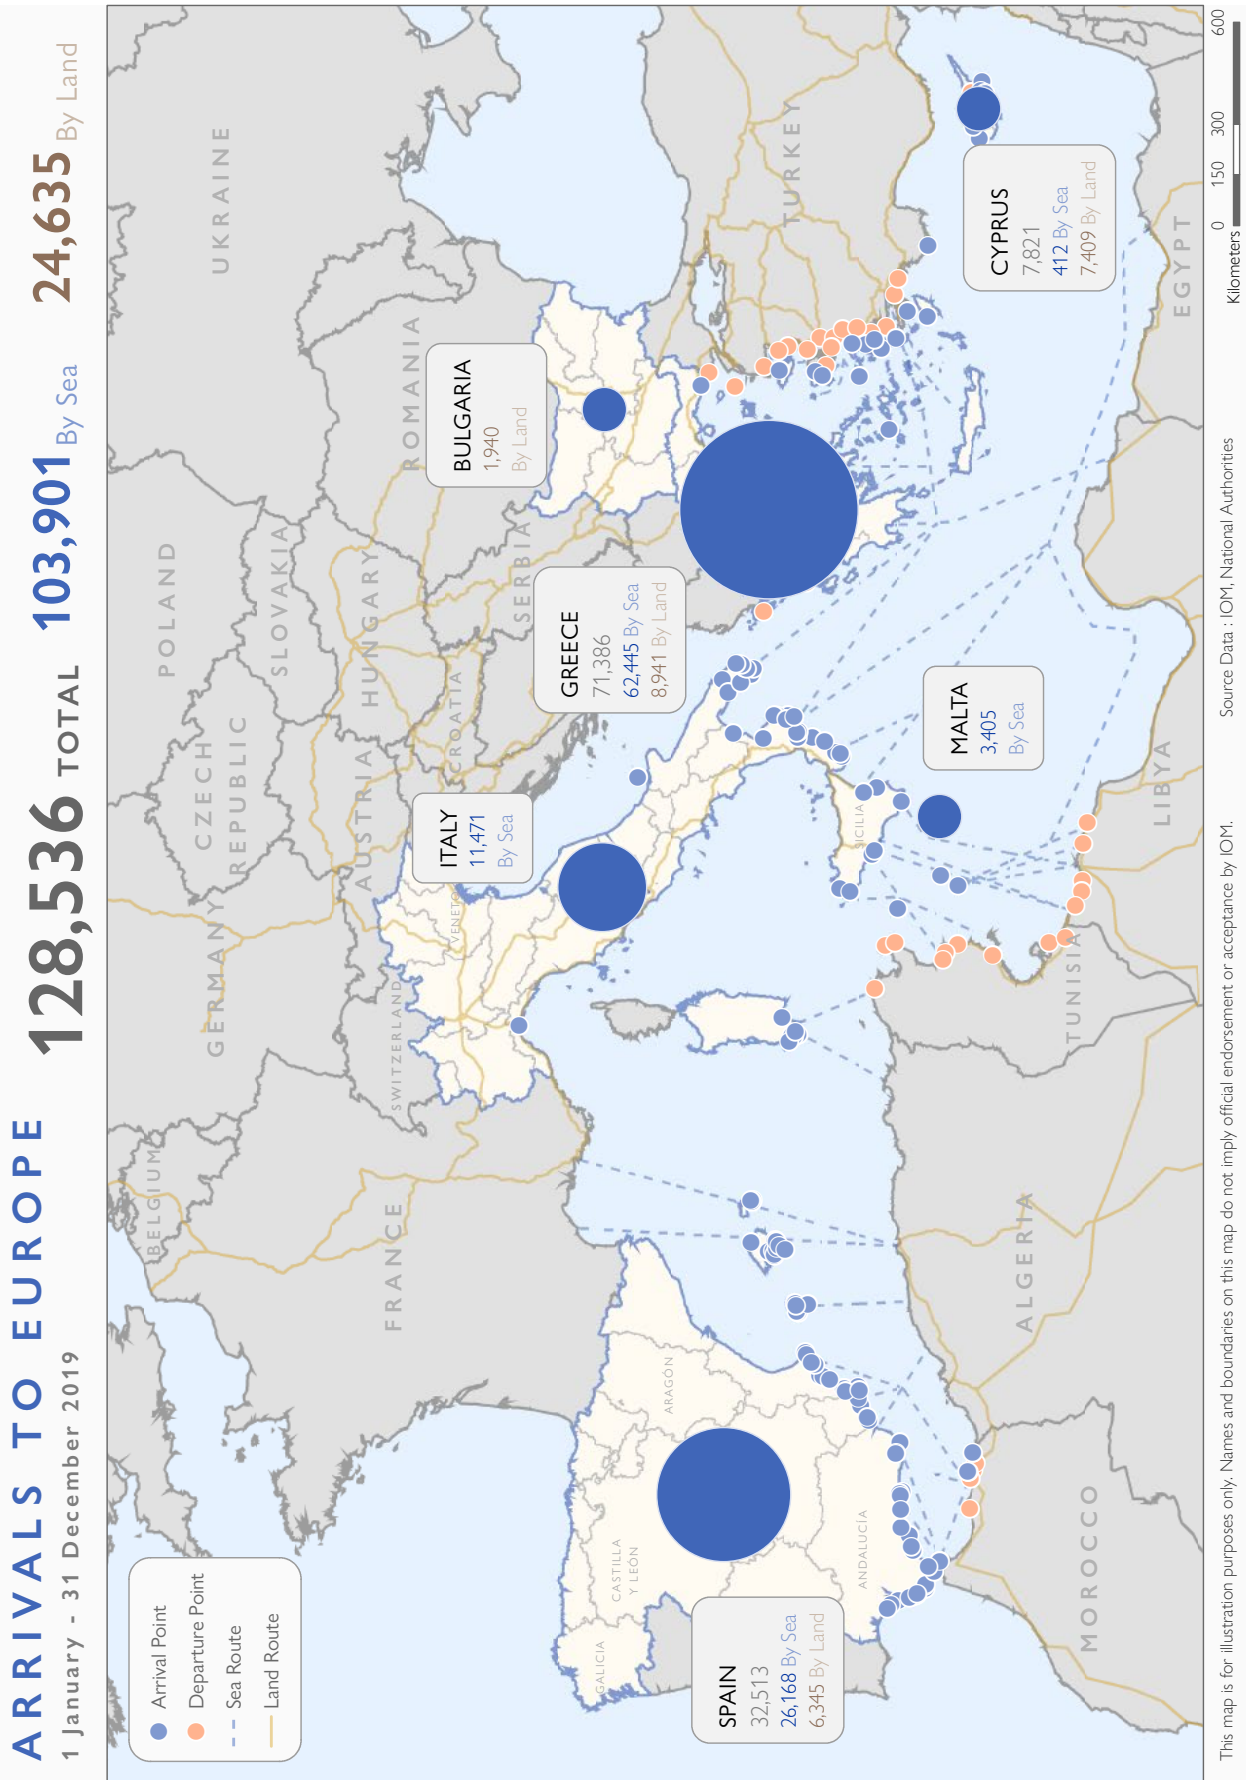 ARRIVALS TO EUROPE
1 January - 31 December 2019
128,536 TOTAL
103,901 By Sea
24,635 By Land
Arrival Point
Departure Point
Sea Route
Land Route
BELGIUM
GERMANY
CZECH
REPUBLIC
POLAND
UKRAINE
SLOVAKIA
FRANCE
SWITZERLAND
AUSTRIA
HUNGARY
ROMANIA
CROATIA
SERBIA
VENETO
ITALY
11,471
By Sea
BULGARIA
1,940
By Land
GREECE
71,386
62,445 By Sea
8,941 By Land
GALICIA
CASTILLA
Y LEÓN
ARAGÓN
ANDALUCÍA
SPAIN
32,513
26,168 By Sea
6,345 By Land
SICILIA
MALTA
3,405
By Sea
TURKEY
CYPRUS
7,821
412 By Sea
7,409 By Land
MOROCCO
ALGERIA
TUNISIA
LIBYA
EGYPT
This map is for illustration purposes only. Names and boundaries on this map do not imply official endorsement or acceptance by IOM.
Source Data : IOM, National Authorities
0 150 300 600
Kilometers